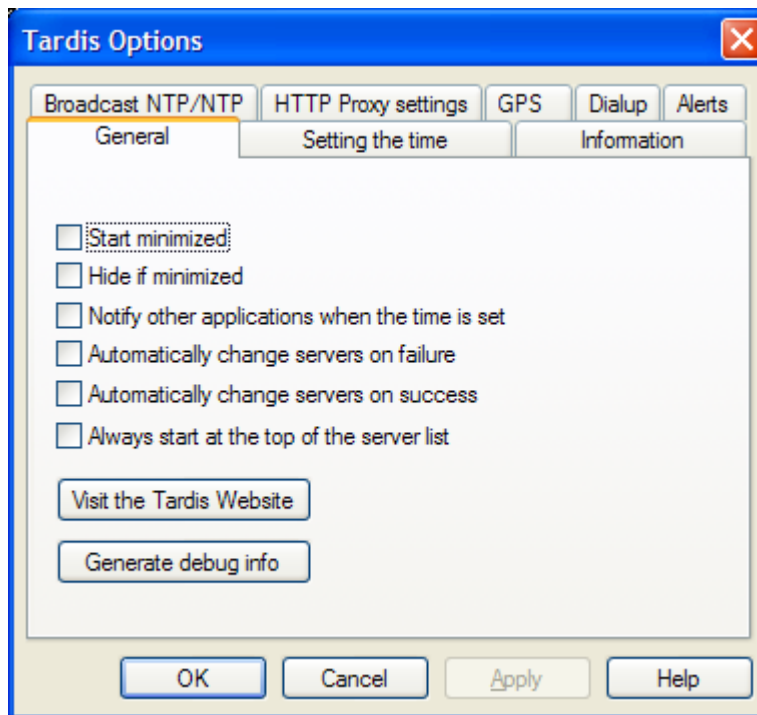 Tardis Options
Broadcast NTP/NTP HTTP Proxy settings GPS Dialup Alerts
General Setting the time Information
Start minimized
Hide if minimized
Notify other applications when the time is set
Automatically change servers on failure
Automatically change servers on success
Always start at the top of the server list
Visit the Tardis Website
Generate debug info
OK Cancel Apply Help